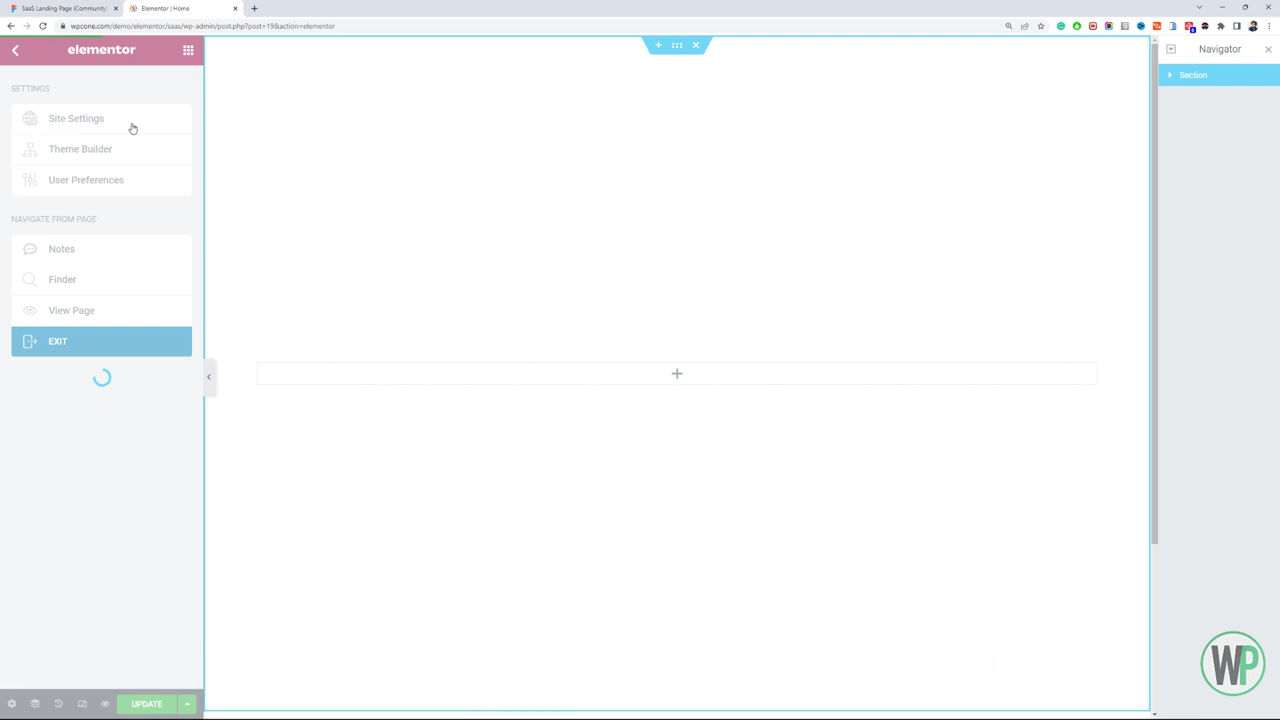 SaaS Landing Page (Community)
Elementor | Home
wpcone.com/demo/elementor/saas/wp-admin/post.php?post=19&action=elementor
elementor
Navigator
Section
SETTINGS
Site Settings
Theme Builder
User Preferences
NAVIGATE FROM PAGE
Notes
Finder
View Page
EXIT
UPDATE
WP